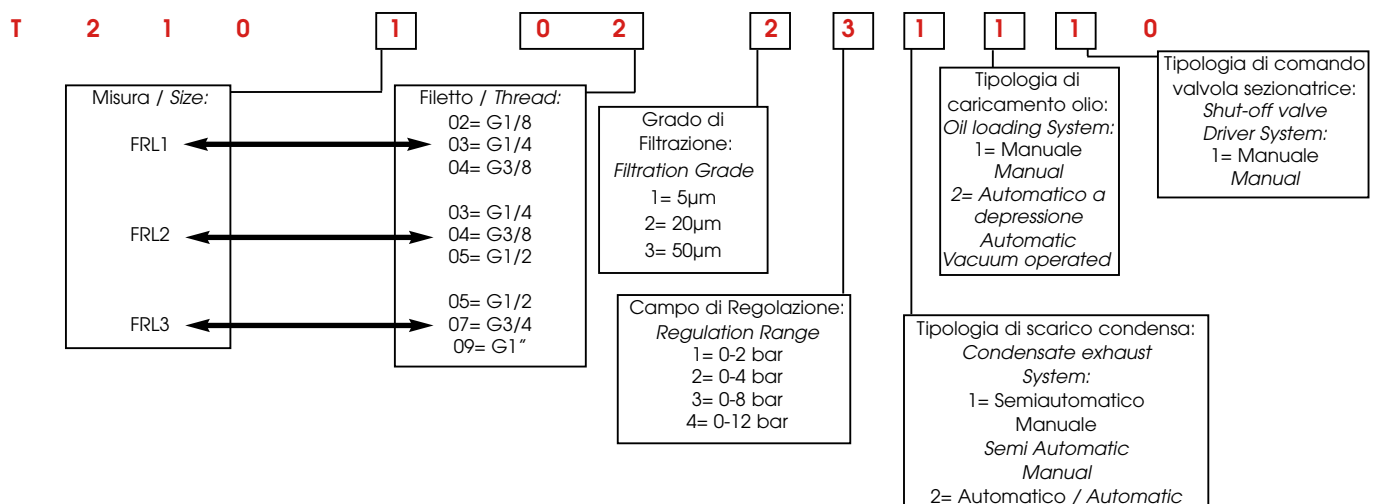 T 2 1 0 1 0 2 2 3 1 1 1 0
Misura / Size:
FRL1
FRL2
FRL3
Filetto / Thread:
02= G1/8
03= G1/4
04= G3/8
03= G1/4
04= G3/8
05= G1/2
05= G1/2
07= G3/4
09= G1"
Grado di
Filtrazione:
Filtration Grade
1= 5µm
2= 20µm
3= 50µm
Campo di Regolazione:
Regulation Range
1= 0-2 bar
2= 0-4 bar
3= 0-8 bar
4= 0-12 bar
Tipologia di scarico condensa:
Condensate exhaust
System:
1= Semiautomatico
Manuale
Semi Automatic
Manual
2= Automatico / Automatic
Tipologia di
caricamento olio:
Oil loading System:
1= Manuale
Manual
2= Automatico a
depressione
Automatic
Vacuum operated
Tipologia di comando
valvola sezionatrice:
Shut-off valve
Driver System:
1= Manuale
Manual